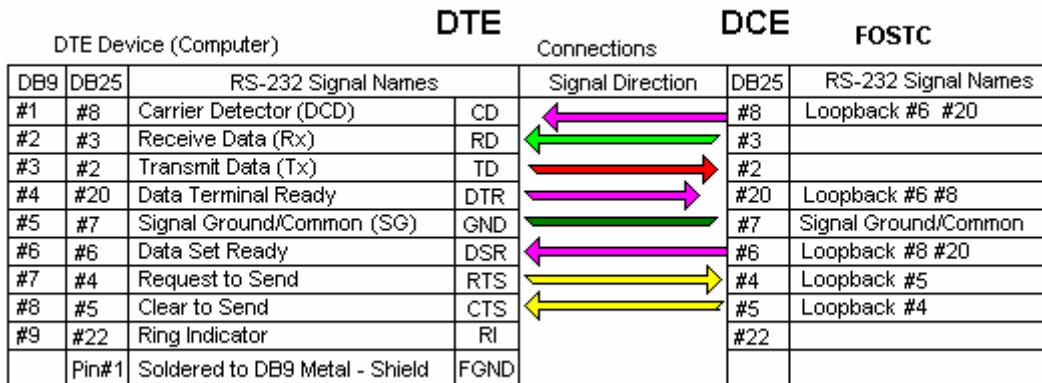 DTE DCE FOSTC
DTE Device (Computer) Connections
DB9 DB25 RS-232 Signal Names Signal Direction DB25 RS-232 Signal Names
#1 #8 Carrier Detector (DCD) CD #8 Loopback #6 #20
#2 #3 Receive Data (Rx) RD #3
#3 #2 Transmit Data (Tx) TD #2
#4 #20 Data Terminal Ready DTR #20 Loopback #6 #8
#5 #7 Signal Ground/Common (SG) GND #7 Signal Ground/Common
#6 #6 Data Set Ready DSR #6 Loopback #8 #20
#7 #4 Request to Send RTS #4 Loopback #5
#8 #5 Clear to Send CTS #5 Loopback #4
#9 #22 Ring Indicator RI #22
Pin#1 Soldered to DB9 Metal - Shield FGND